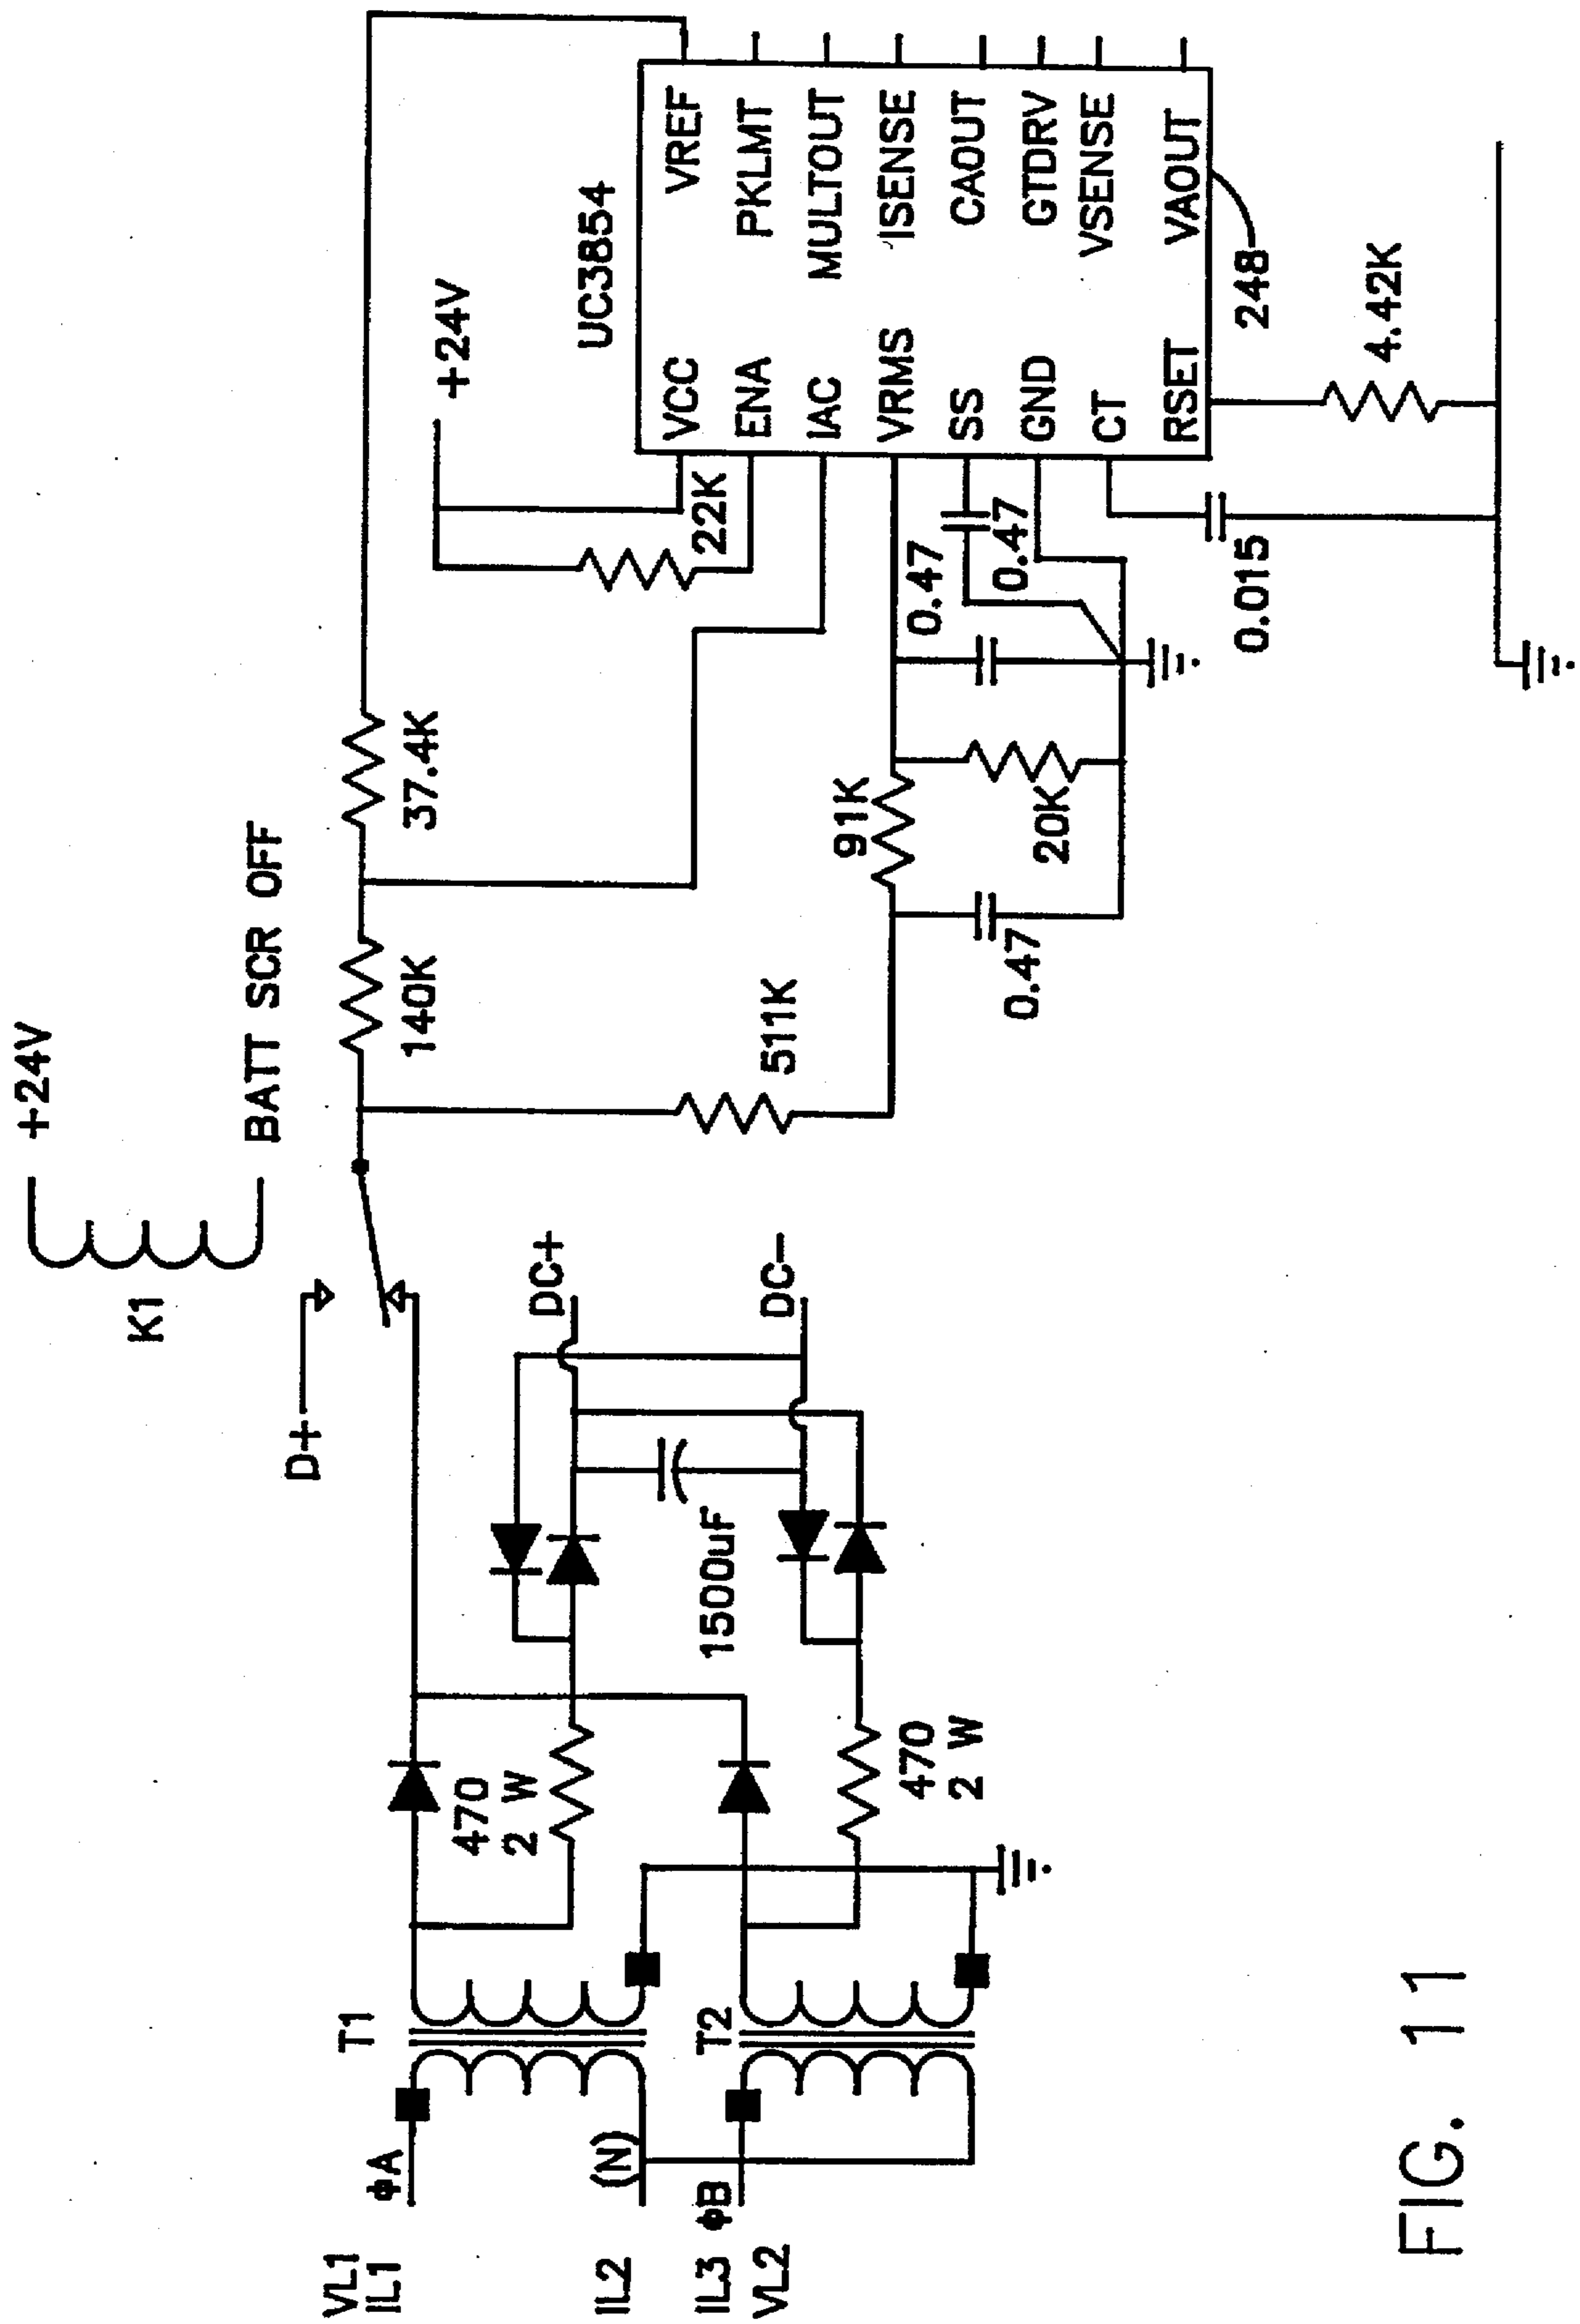 +24V
K1
BATT SCR OFF
D+
140K
37.4K
+24V
UC3854
22K
VCC
VREF
ENA
PKLMT
IAC
MULTOUT
VRMS
ISENSE
SS
CAOUT
GND
GTDRV
CT
VSENSE
RSET
VAOUT
248
4.42K
0.015
0.47
0.47
91K
20K
0.47
511K
DC+
DC-
1500uF
470
2 W
470
2 W
T1
T2
VL1
IL1
ΦA
IL2
(N)
IL3
ΦB
VL2
FIG. 11